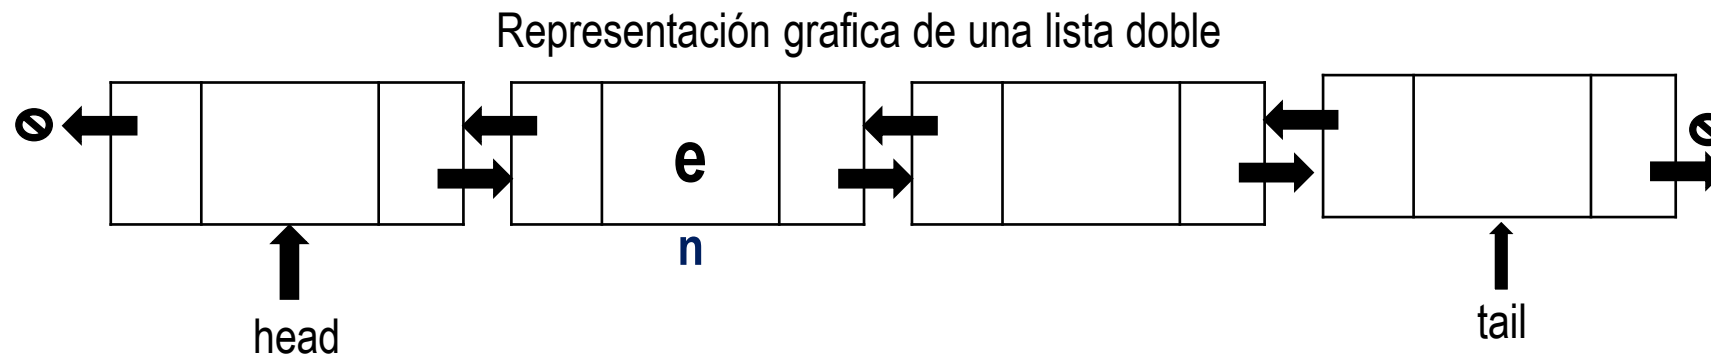 Representación grafica de una lista doble
∅ e ∅
n
head tail